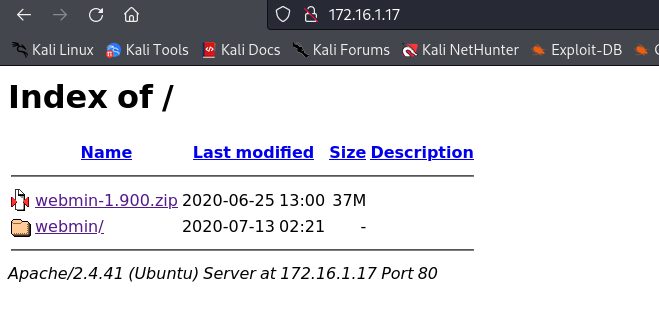 172.16.1.17
Kali Linux Kali Tools Kali Docs Kali Forums Kali NetHunter Exploit-DB
Index of /
Name Last modified Size Description
webmin-1.900.zip 2020-06-25 13:00 37M
webmin/ 2020-07-13 02:21 -
Apache/2.4.41 (Ubuntu) Server at 172.16.1.17 Port 80